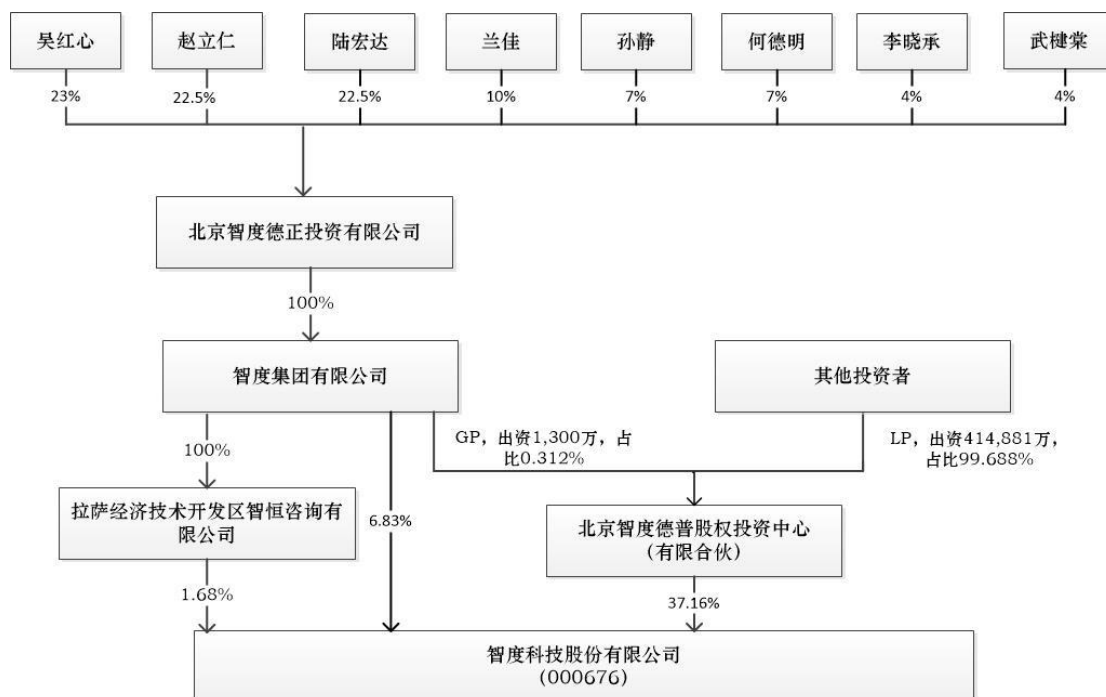 吴红心
赵立仁
陆宏达
兰佳
孙静
何德明
李晓承
武楗棠
23%
22.5%
22.5%
10%
7%
7%
4%
4%
北京智度德正投资有限公司
100%
智度集团有限公司
其他投资者
100%
GP，出资1,300万，占
比0.312%
LP，出资414,881万，
占比99.688%
拉萨经济技术开发区智恒咨询有
限公司
6.83%
北京智度德普股权投资中心
（有限合伙）
1.68%
37.16%
智度科技股份有限公司
（000676）